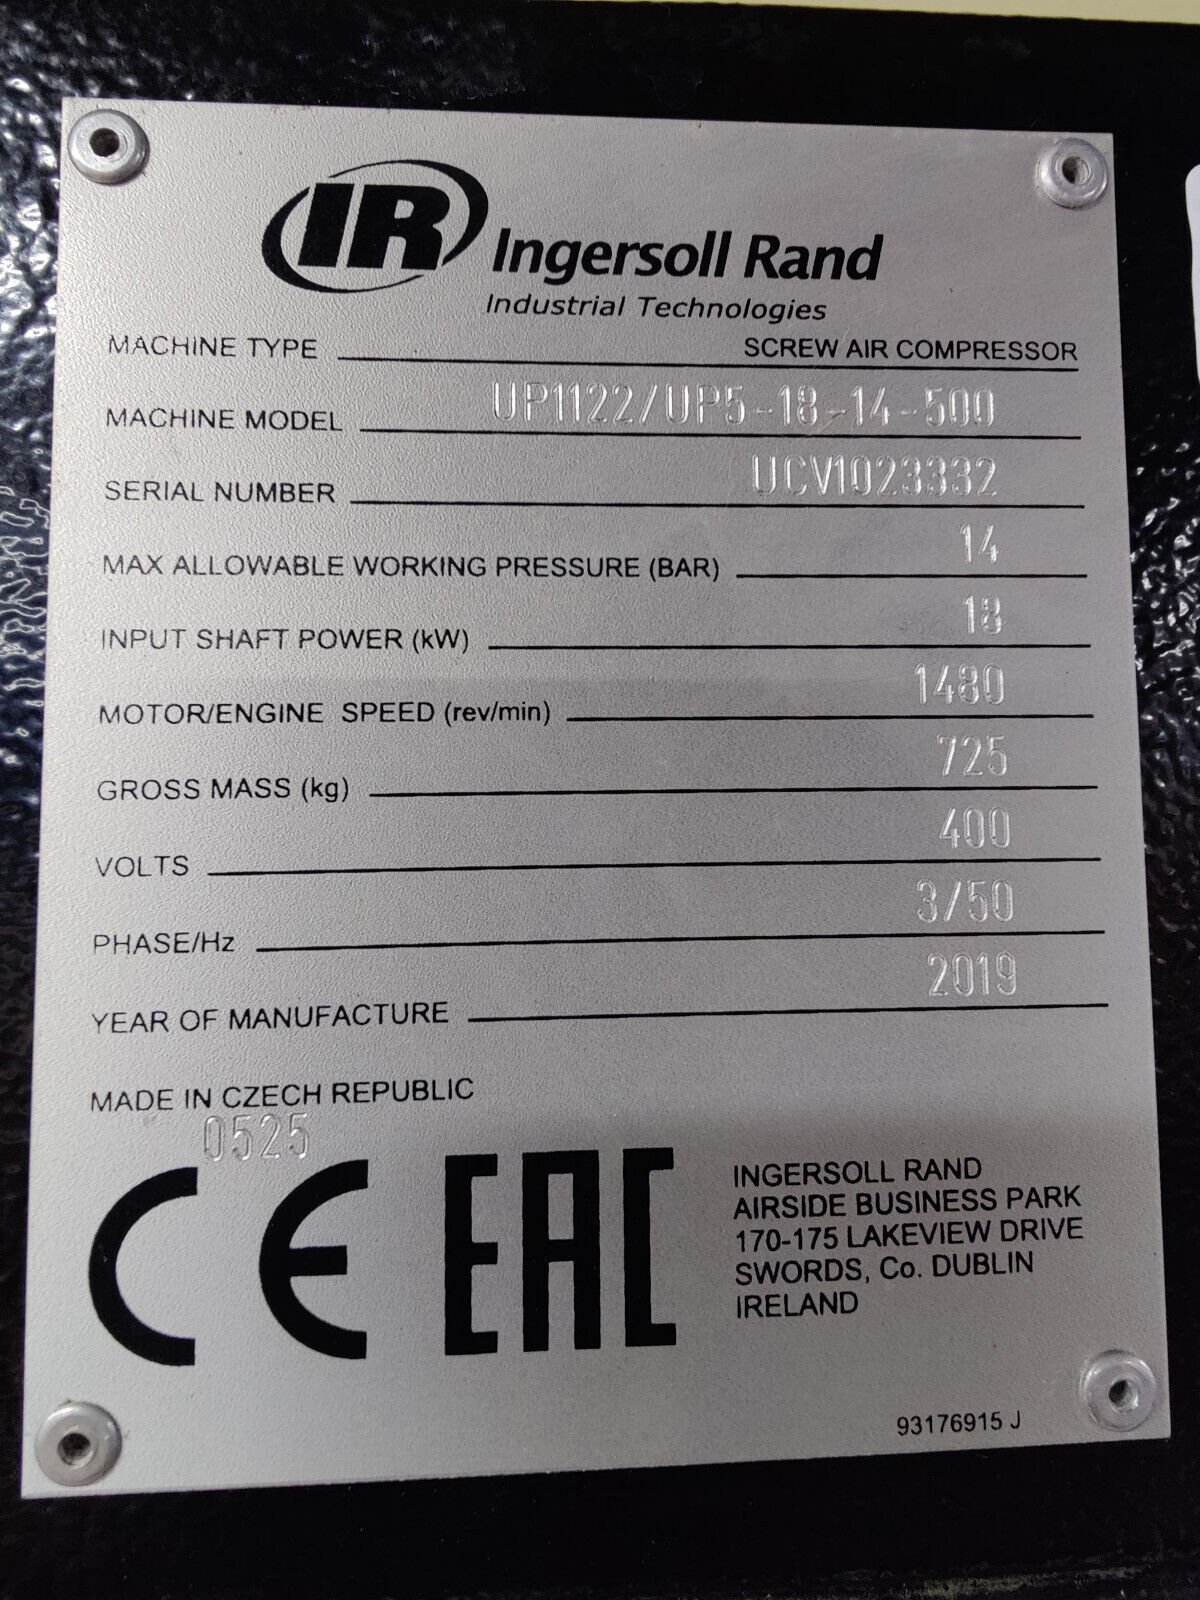 IR Ingersoll Rand
Industrial Technologies
MACHINE TYPE SCREW AIR COMPRESSOR
MACHINE MODEL UP1122/UP5-18-14-500
SERIAL NUMBER UCV1023332
MAX ALLOWABLE WORKING PRESSURE (BAR) 14
INPUT SHAFT POWER (kW) 18
MOTOR/ENGINE SPEED (rev/min) 1480
GROSS MASS (kg) 725
VOLTS 400
PHASE/Hz 3/50
YEAR OF MANUFACTURE 2019
MADE IN CZECH REPUBLIC
0525
CE EAC
INGERSOLL RAND
AIRSIDE BUSINESS PARK
170-175 LAKEVIEW DRIVE
SWORDS, Co. DUBLIN
IRELAND
93176915 J